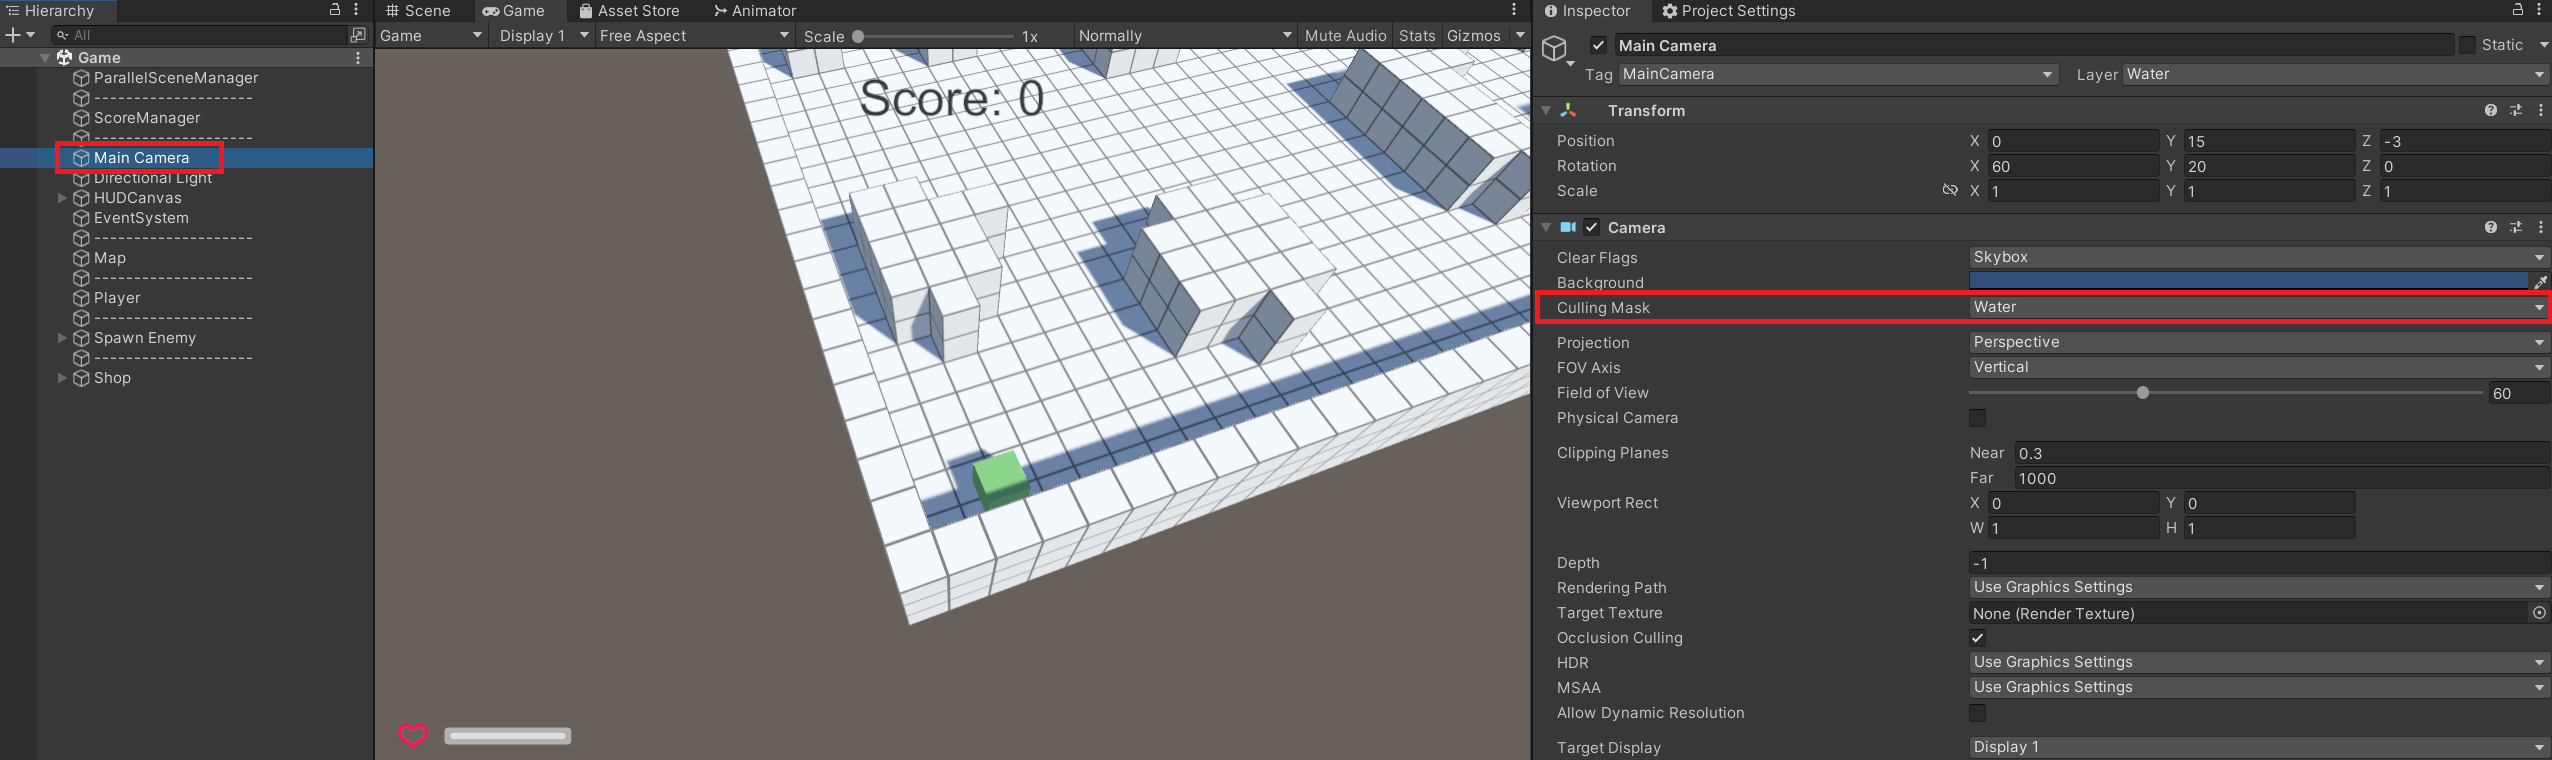 Hierarchy
All
Game
ParallelSceneManager
--------------------
ScoreManager
--------------------
Main Camera
Directional Light
HUDCanvas
EventSystem
--------------------
Map
--------------------
Player
--------------------
Spawn Enemy
--------------------
Shop
Scene Game Asset Store Animator
Game Display 1 Free Aspect Scale 1x Normally Mute Audio Stats Gizmos
Score: 0
Inspector Project Settings
Main Camera Static
Tag MainCamera Layer Water
Transform
Position X 0 Y 15 Z -3
Rotation X 60 Y 20 Z 0
Scale X 1 Y 1 Z 1
Camera
Clear Flags Skybox
Background
Culling Mask Water
Projection Perspective
FOV Axis Vertical
Field of View 60
Physical Camera
Clipping Planes Near 0.3
Far 1000
Viewport Rect X 0 Y 0
W 1 H 1
Depth -1
Rendering Path Use Graphics Settings
Target Texture None (Render Texture)
Occlusion Culling
HDR Use Graphics Settings
MSAA Use Graphics Settings
Allow Dynamic Resolution
Target Display Display 1